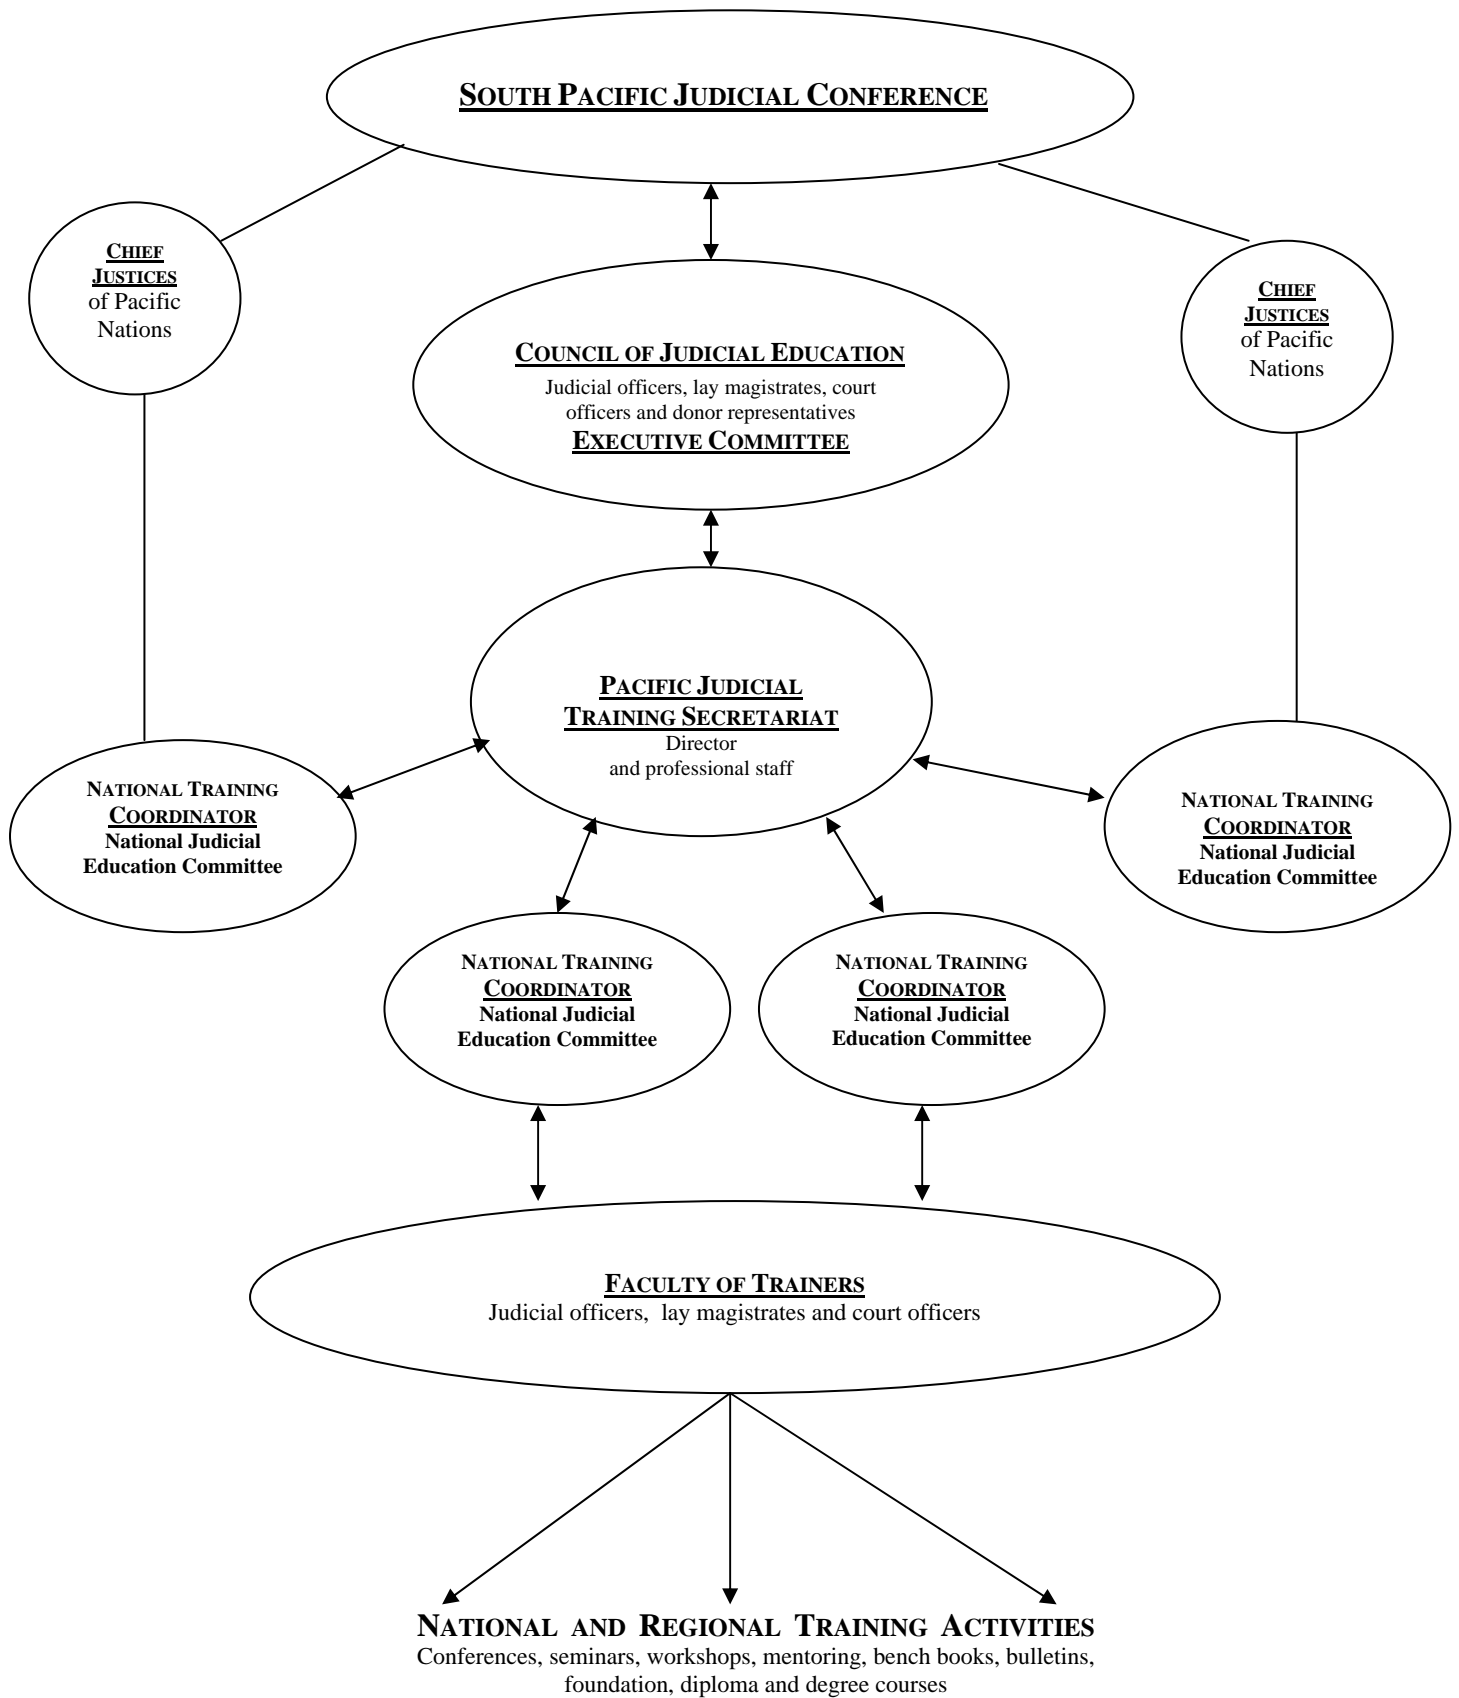 SOUTH PACIFIC JUDICIAL CONFERENCE
CHIEF
JUSTICES
of Pacific
Nations
CHIEF
JUSTICES
of Pacific
Nations
COUNCIL OF JUDICIAL EDUCATION
Judicial officers, lay magistrates, court
officers and donor representatives
EXECUTIVE COMMITTEE
PACIFIC JUDICIAL
TRAINING SECRETARIAT
Director
and professional staff
NATIONAL TRAINING
COORDINATOR
National Judicial
Education Committee
NATIONAL TRAINING
COORDINATOR
National Judicial
Education Committee
NATIONAL TRAINING
COORDINATOR
National Judicial
Education Committee
NATIONAL TRAINING
COORDINATOR
National Judicial
Education Committee
FACULTY OF TRAINERS
Judicial officers, lay magistrates and court officers
NATIONAL AND REGIONAL TRAINING ACTIVITIES
Conferences, seminars, workshops, mentoring, bench books, bulletins,
foundation, diploma and degree courses